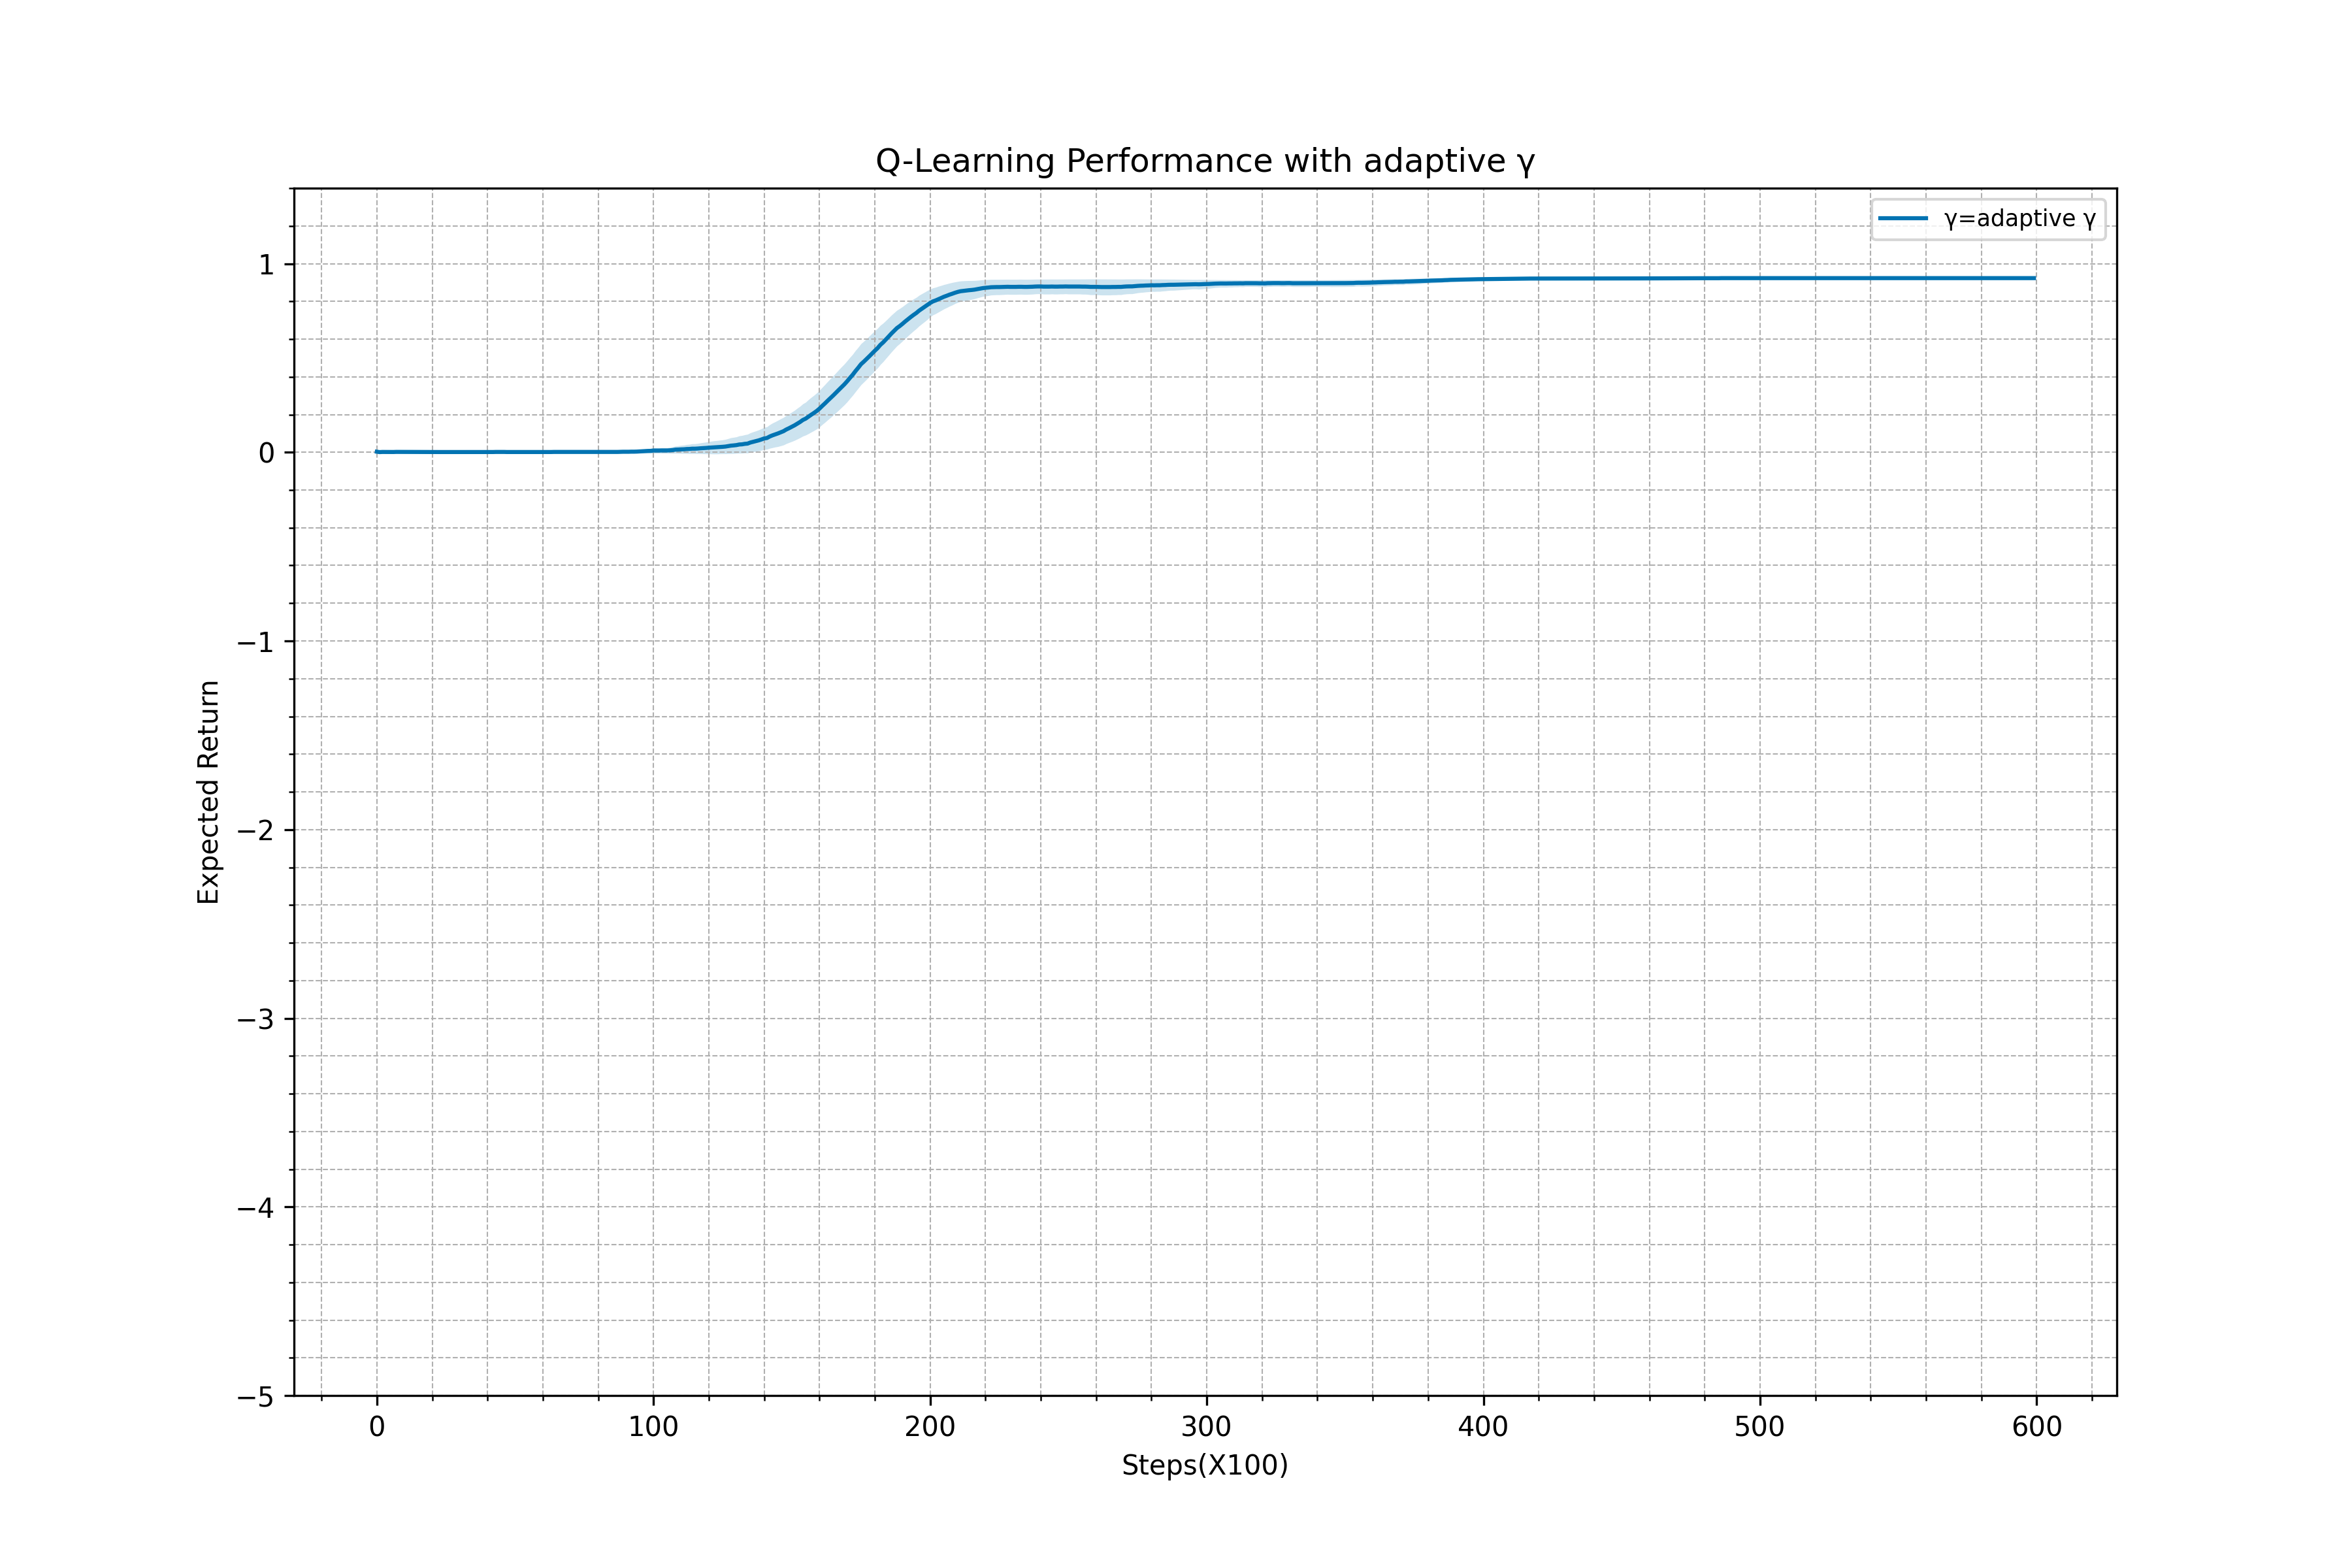 Q-Learning Performance with adaptive γ
γ=adaptive γ
1
0
−1
−2
−3
−4
−5
Expected Return
0 100 200 300 400 500 600
Steps(X100)